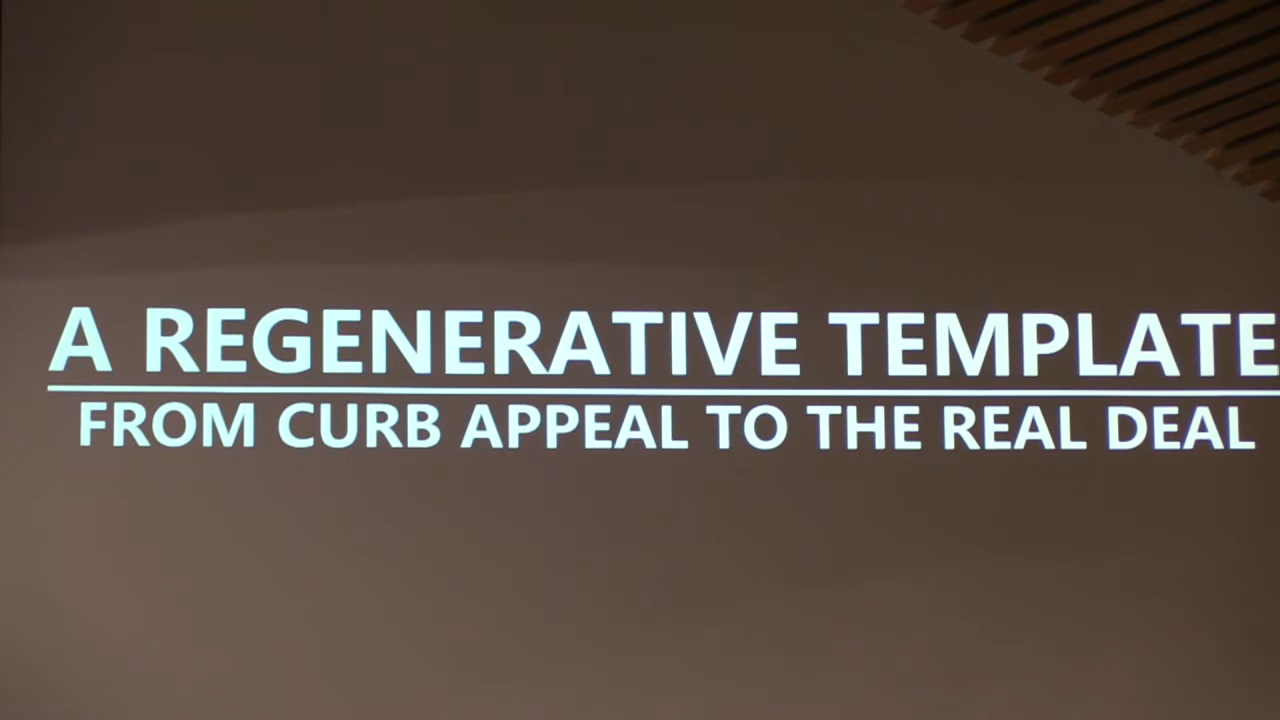 A REGENERATIVE TEMPLATE
FROM CURB APPEAL TO THE REAL DEAL